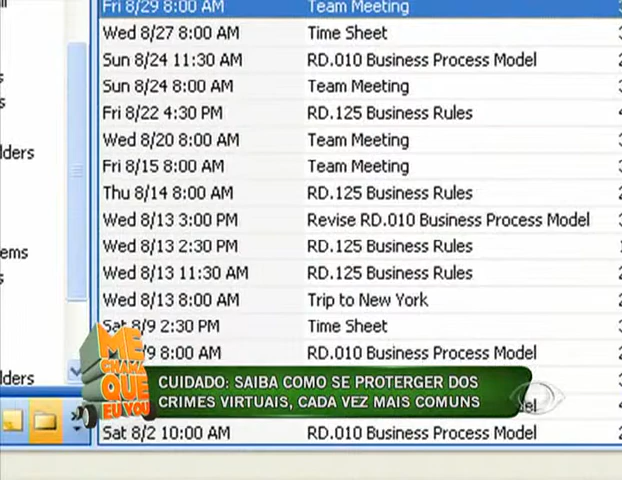 Fri 8/29 8:00 AM Team Meeting
Wed 8/27 8:00 AM Time Sheet
Sun 8/24 11:30 AM RD.010 Business Process Model
Sun 8/24 8:00 AM Team Meeting
Fri 8/22 4:30 PM RD.125 Business Rules
Wed 8/20 8:00 AM Team Meeting
Fri 8/15 8:00 AM Team Meeting
lders
Thu 8/14 8:00 AM RD.125 Business Rules
Wed 8/13 3:00 PM Revise RD.010 Business Process Model
ems
Wed 8/13 2:30 PM RD.125 Business Rules
Wed 8/13 11:30 AM RD.125 Business Rules
Wed 8/13 8:00 AM Trip to New York
Sat 8/9 2:30 PM Time Sheet
8/9 8:00 AM RD.010 Business Process Model
lders
ME
CHAMA
QUE
EU VOU
CUIDADO: SAIBA COMO SE PROTERGER DOS
CRIMES VIRTUAIS, CADA VEZ MAIS COMUNS
Sat 8/2 10:00 AM RD.010 Business Process Model